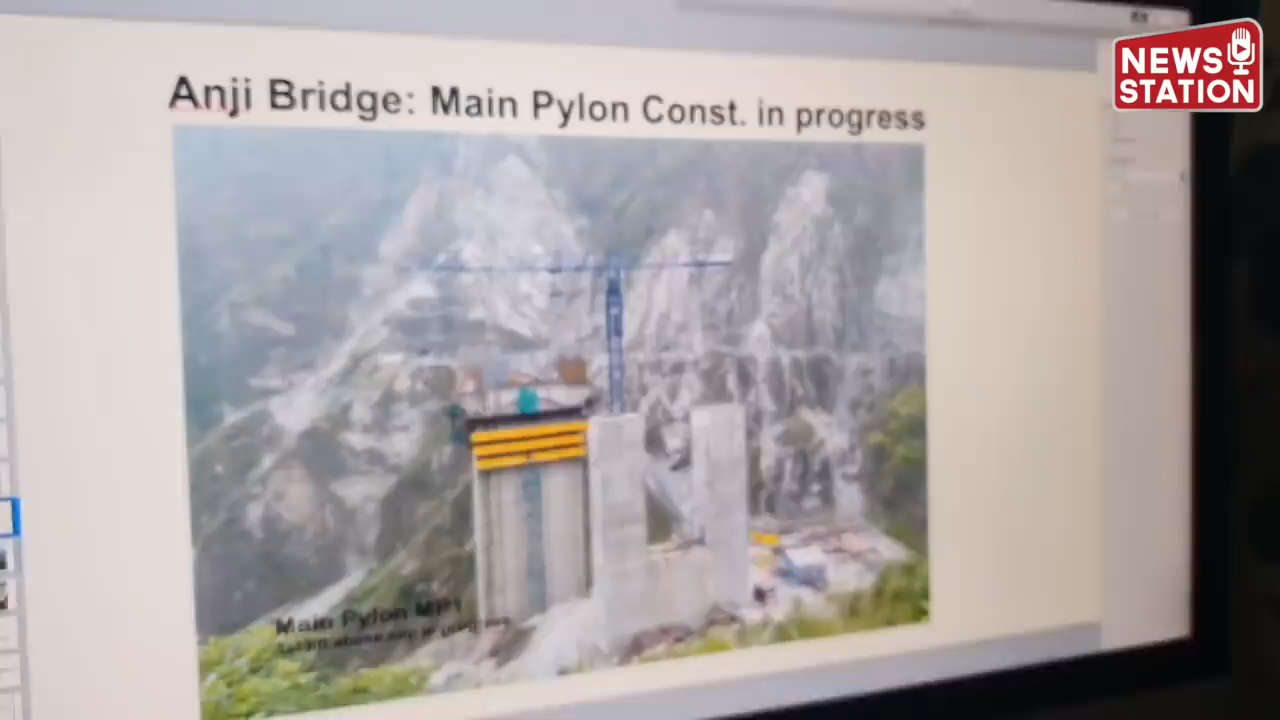 NEWS
STATION
Anji Bridge: Main Pylon Const. in progress
Main Pylon MP1